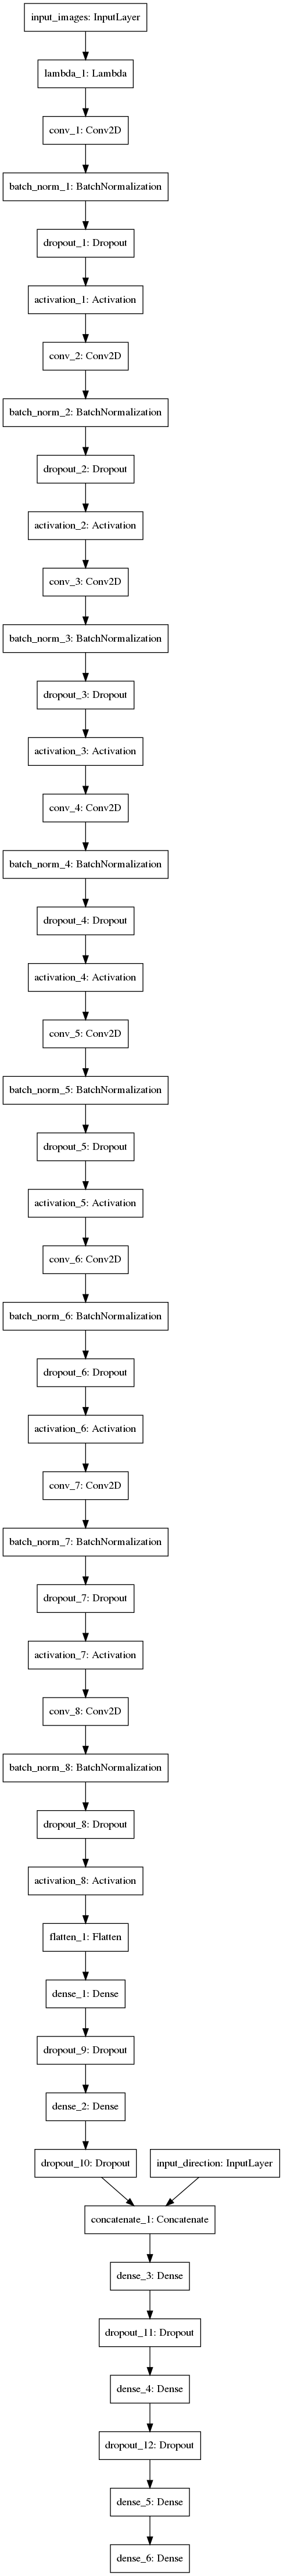 input_images: InputLayer
lambda_1: Lambda
conv_1: Conv2D
batch_norm_1: BatchNormalization
dropout_1: Dropout
activation_1: Activation
conv_2: Conv2D
batch_norm_2: BatchNormalization
dropout_2: Dropout
activation_2: Activation
conv_3: Conv2D
batch_norm_3: BatchNormalization
dropout_3: Dropout
activation_3: Activation
conv_4: Conv2D
batch_norm_4: BatchNormalization
dropout_4: Dropout
activation_4: Activation
conv_5: Conv2D
batch_norm_5: BatchNormalization
dropout_5: Dropout
activation_5: Activation
conv_6: Conv2D
batch_norm_6: BatchNormalization
dropout_6: Dropout
activation_6: Activation
conv_7: Conv2D
batch_norm_7: BatchNormalization
dropout_7: Dropout
activation_7: Activation
conv_8: Conv2D
batch_norm_8: BatchNormalization
dropout_8: Dropout
activation_8: Activation
flatten_1: Flatten
dense_1: Dense
dropout_9: Dropout
dense_2: Dense
dropout_10: Dropout
input_direction: InputLayer
concatenate_1: Concatenate
dense_3: Dense
dropout_11: Dropout
dense_4: Dense
dropout_12: Dropout
dense_5: Dense
dense_6: Dense